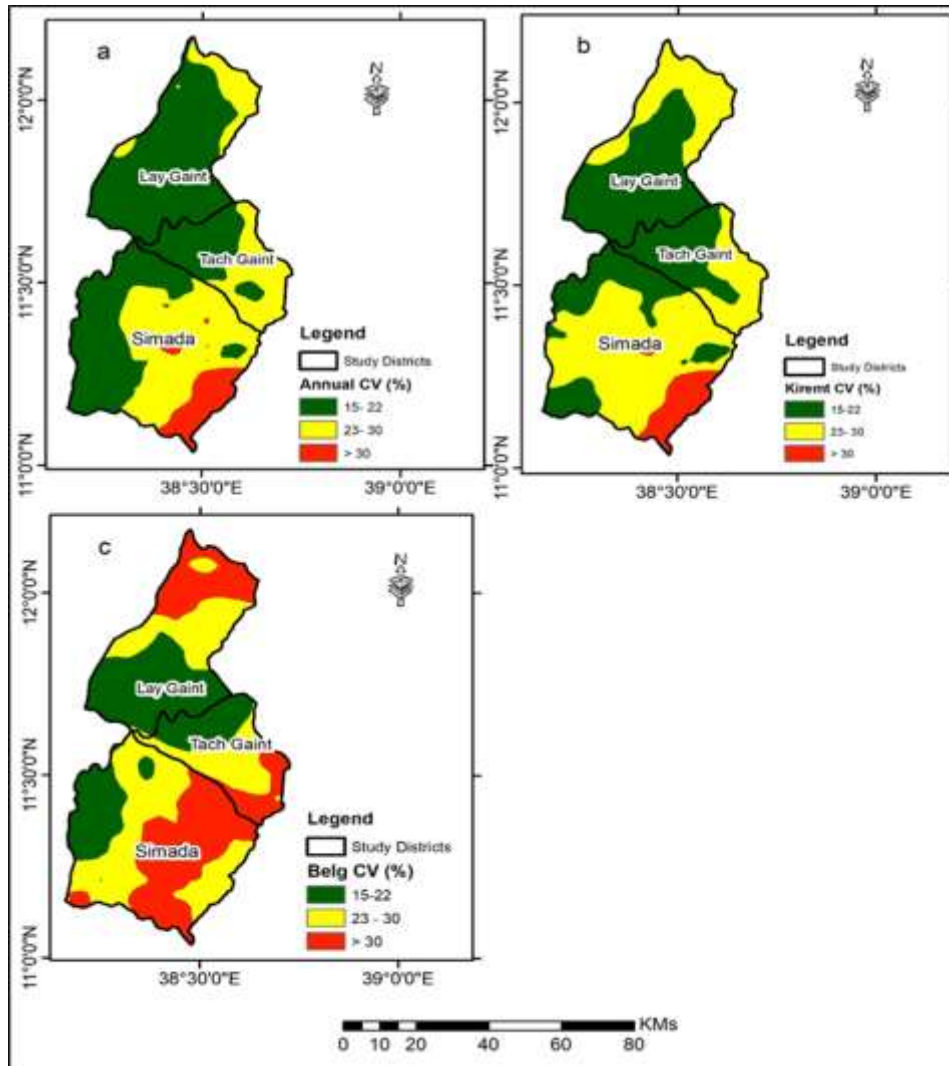 a
N
12°0'0"N
11°30'0"N
11°0'0"N
Lay Gaint
Tach Gaint
Simada
Legend
Study Districts
Annual CV (%)
15- 22
23- 30
> 30
38°30'0"E
39°0'0"E
b
N
12°0'0"N
11°30'0"N
11°0'0"N
Lay Gaint
Tach Gaint
Simada
Legend
Study Districts
Kiremt CV (%)
15-22
23- 30
> 30
38°30'0"E
39°0'0"E
c
N
12°0'0"N
11°30'0"N
11°0'0"N
Lay Gaint
Tach Gaint
Simada
Legend
Study Districts
Belg CV (%)
15-22
23 - 30
> 30
38°30'0"E
39°0'0"E
KMs
0 10 20 40 60 80